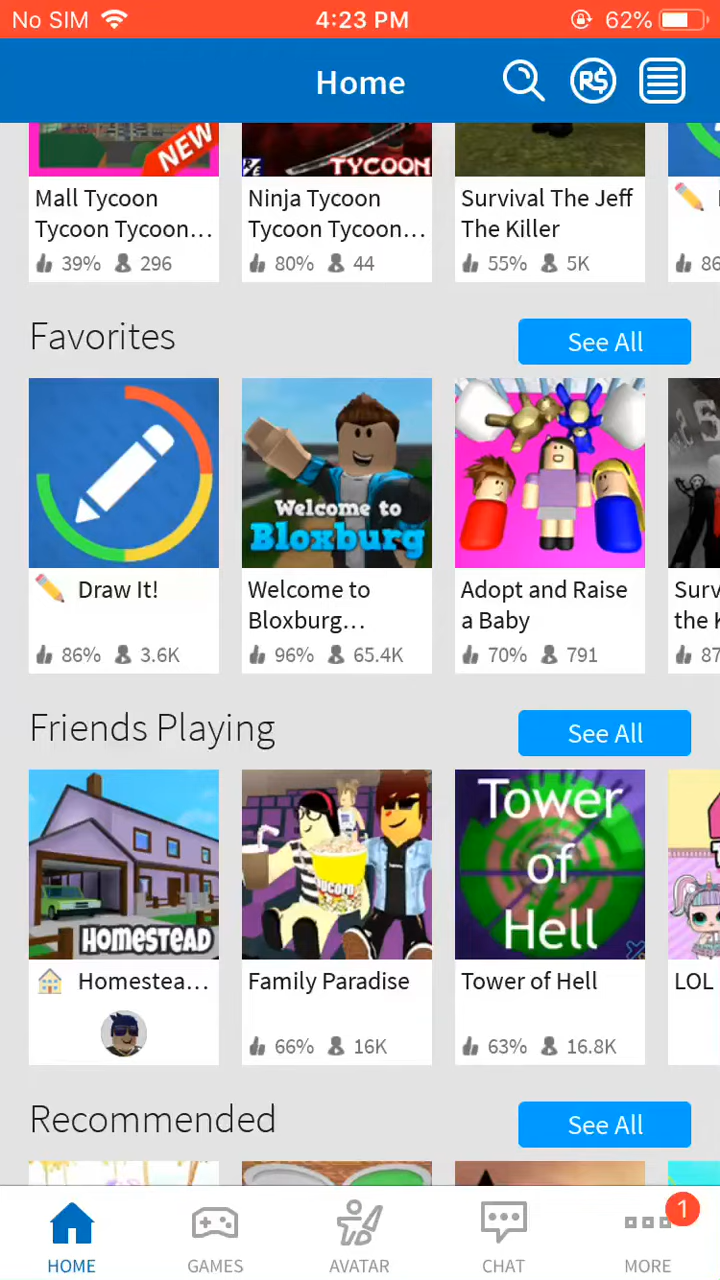 No SIM 4:23 PM 62%
Home R$
NEW
TYCOON
Mall Tycoon
Tycoon Tycoon...
39% 296
Ninja Tycoon
Tycoon Tycoon...
80% 44
Survival The Jeff
The Killer
55% 5K
86
Favorites
See All
Welcome to
Bloxburg
Draw It!
86% 3.6K
Welcome to
Bloxburg...
96% 65.4K
Adopt and Raise
a Baby
70% 791
Surv
the K
87
Friends Playing
See All
HOMESTEAD
Tower
of
Hell
Homestea...
Family Paradise
66% 16K
Tower of Hell
63% 16.8K
LOL
Recommended
See All
1
HOME GAMES AVATAR CHAT MORE